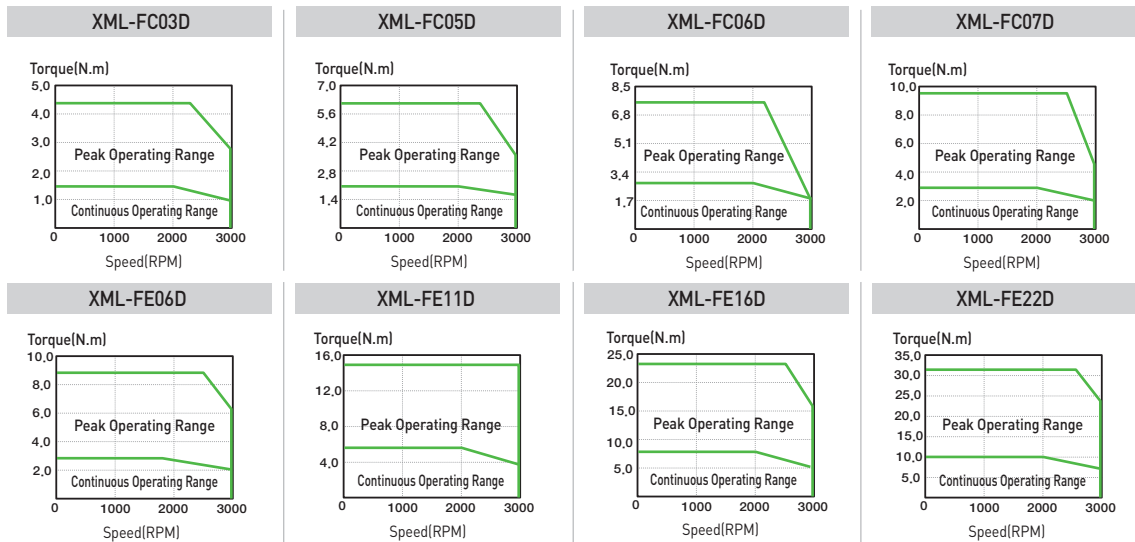 XML-FC03D
Torque(N.m)
5,0
4,0
3,0
2,0
1,0
Peak Operating Range
Continuous Operating Range
0 1000 2000 3000
Speed(RPM)
XML-FC05D
Torque(N.m)
7,0
5,6
4,2
2,8
1,4
Peak Operating Range
Continuous Operating Range
0 1000 2000 3000
Speed(RPM)
XML-FC06D
Torque(N.m)
8,5
6,8
5,1
3,4
1,7
Peak Operating Range
Continuous Operating Range
0 1000 2000 3000
Speed(RPM)
XML-FC07D
Torque(N.m)
10,0
8,0
6,0
4,0
2,0
Peak Operating Range
Continuous Operating Range
0 1000 2000 3000
Speed(RPM)
XML-FE06D
Torque(N.m)
10,0
8,0
6,0
4,0
2,0
Peak Operating Range
Continuous Operating Range
0 1000 2000 3000
Speed(RPM)
XML-FE11D
Torque(N.m)
16,0
12,0
8,0
4,0
Peak Operating Range
Continuous Operating Range
0 1000 2000 3000
Speed(RPM)
XML-FE16D
Torque(N.m)
25,0
20,0
15,0
10,0
5,0
Peak Operating Range
Continuous Operating Range
0 1000 2000 3000
Speed(RPM)
XML-FE22D
Torque(N.m)
35,0
30,0
25,0
20,0
15,0
10,0
5,0
Peak Operating Range
Continuous Operating Range
0 1000 2000 3000
Speed(RPM)